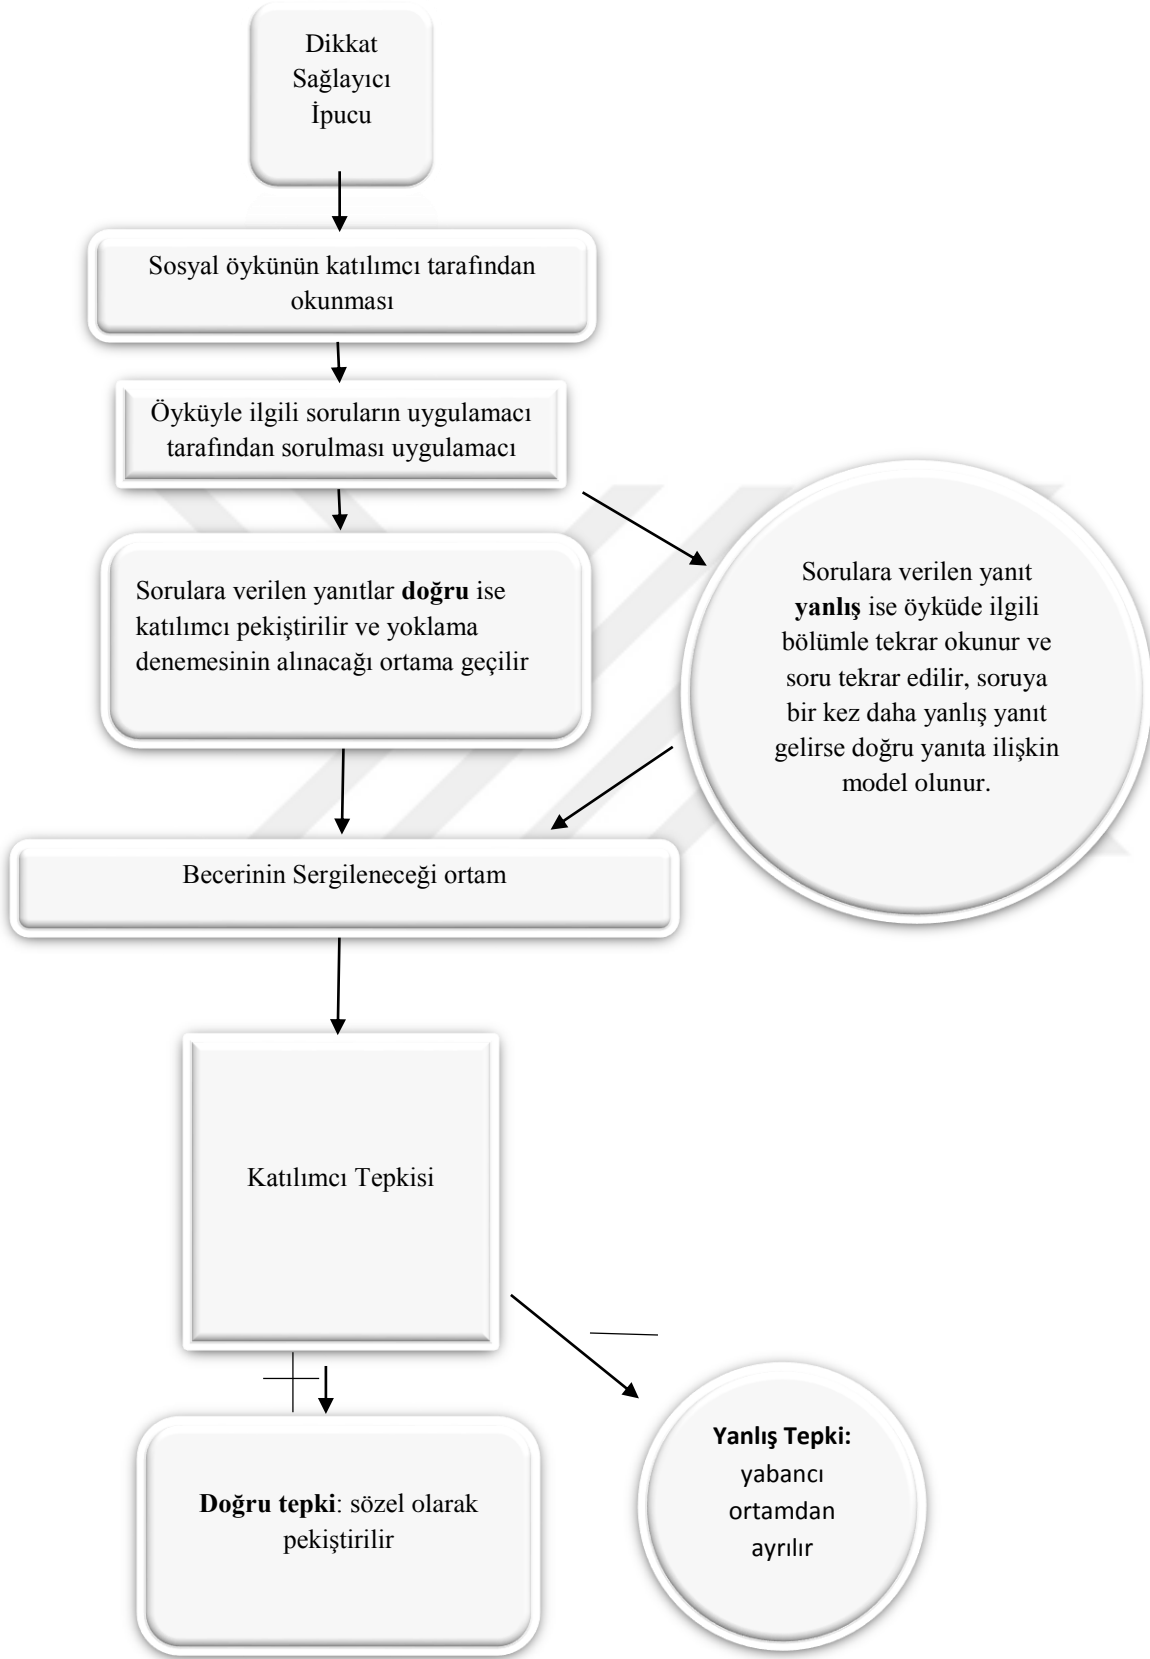 Dikkat
Sağlayıcı
İpucu
Sosyal öykünün katılımcı tarafından
okunması
Öyküyle ilgili soruların uygulamacı
tarafından sorulması uygulamacı
Sorulara verilen yanıtlar doğru ise
katılımcı pekiştirilir ve yoklama
denemesinin alınacağı ortama geçilir
Sorulara verilen yanıt
yanlış ise öyküde ilgili
bölümle tekrar okunur ve
soru tekrar edilir, soruya
bir kez daha yanlış yanıt
gelirse doğru yanıta ilişkin
model olunur.
Becerinin Sergileneceği ortam
Katılımcı Tepkisi
Doğru tepki: sözel olarak
pekiştirilir
Yanlış Tepki:
yabancı
ortamdan
ayrılır